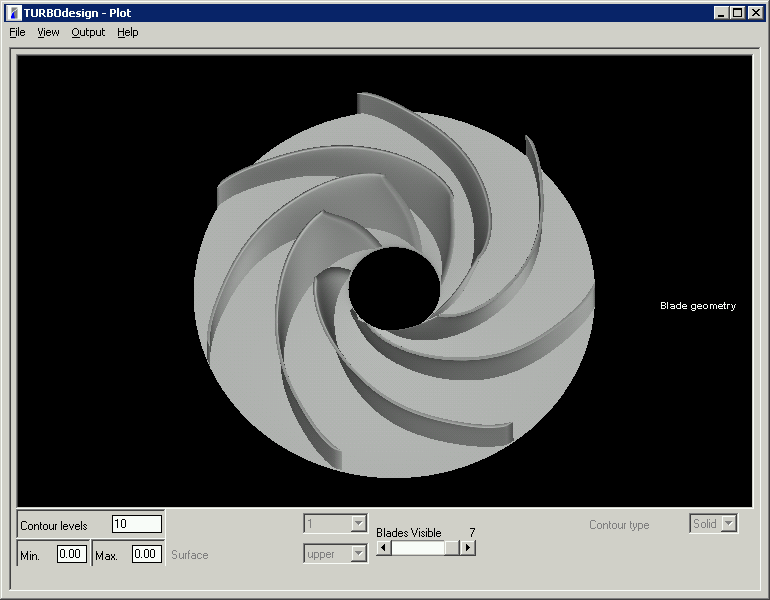 TURBOdesign - Plot
File View Output Help
Blade geometry
Contour levels 10
1
Blades Visible 7
Contour type Solid
Min. 0.00 Max. 0.00 Surface
upper